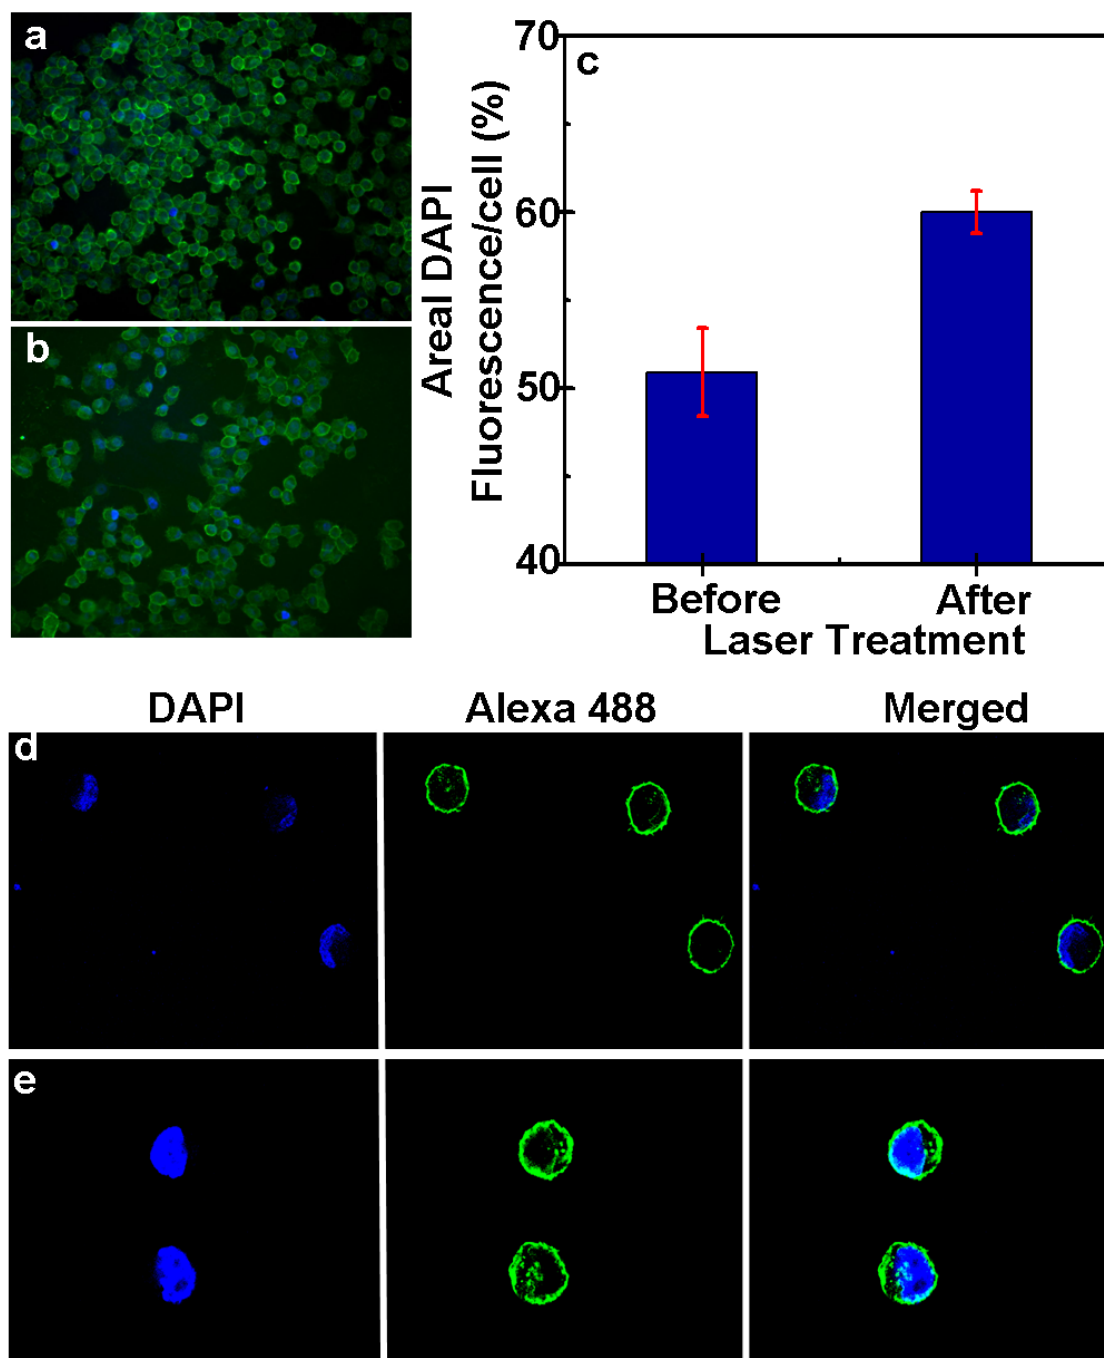 a
b
c
70
60
50
40
Areal DAPI
Fluorescence/cell (%)
Before
After
Laser Treatment
DAPI
Alexa 488
Merged
d
e